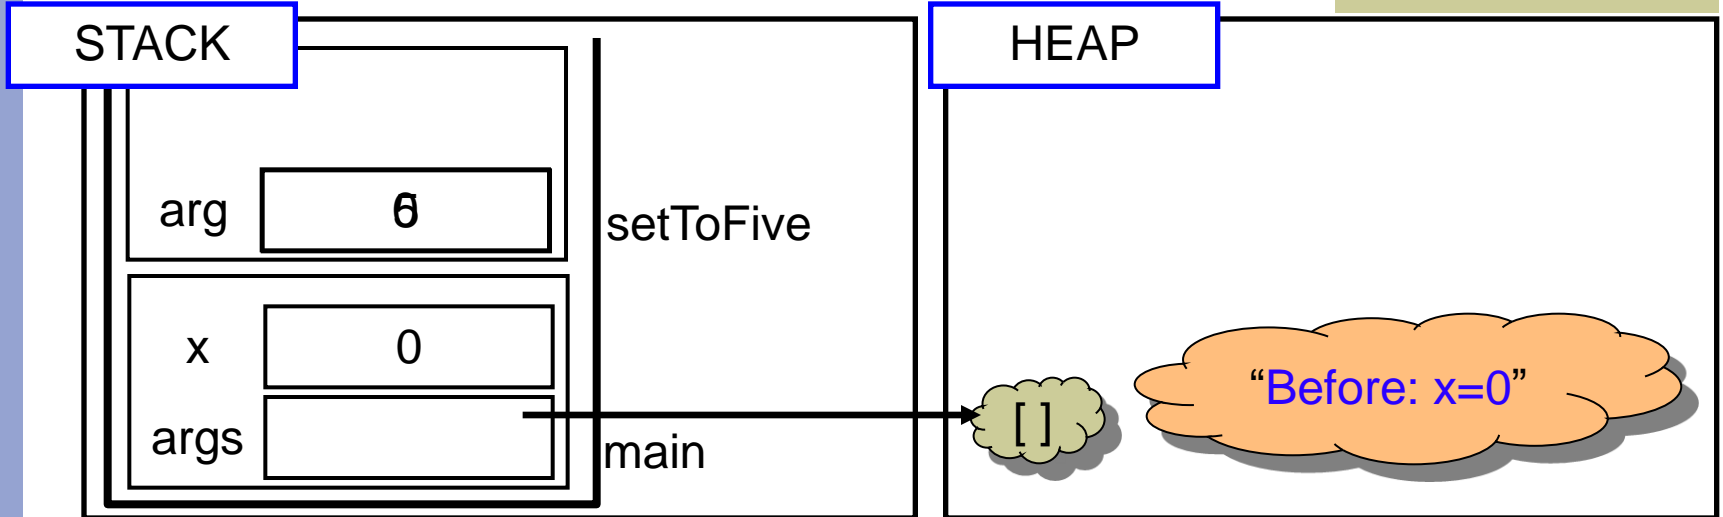 STACK
HEAP
arg
setToFive
x 0
“Before: x=0”
args
[ ]
main